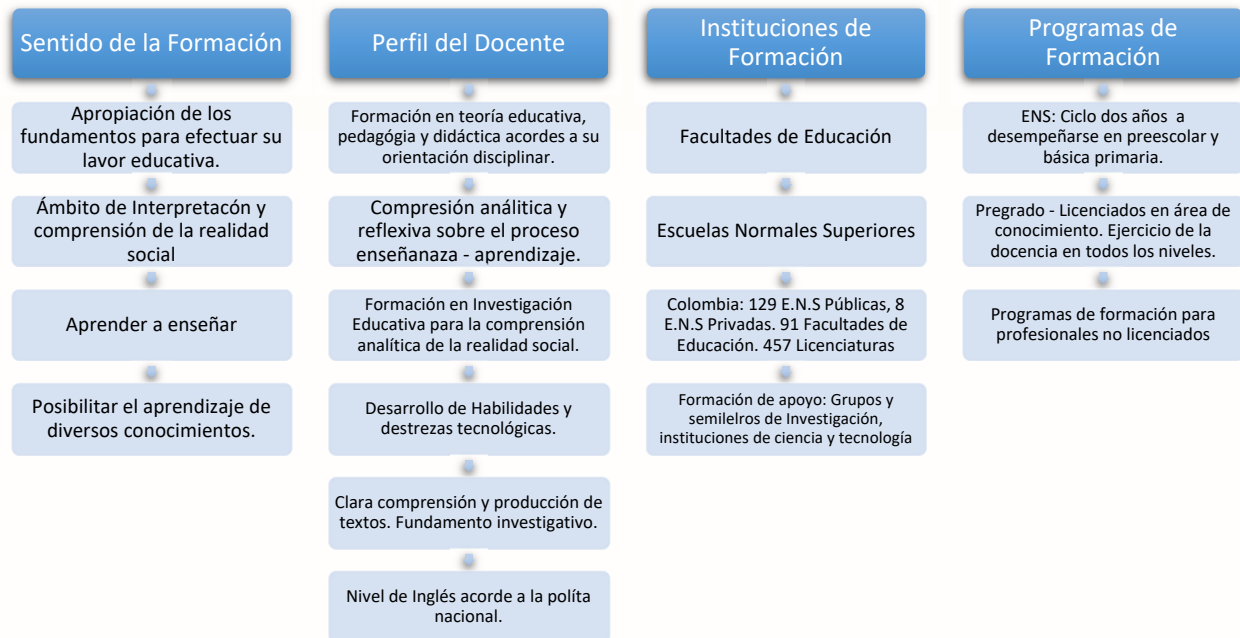 Sentido de la Formación
Apropiación de los
fundamentos para efectuar su
lavor educativa.
Ámbito de Interpretacón y
comprensión de la realidad
social
Aprender a enseñar
Posibilitar el aprendizaje de
diversos conocimientos.
Perfil del Docente
Formación en teoría educativa,
pedagógia y didáctica acordes a su
orientación disciplinar.
Compresión análitica y
reflexiva sobre el proceso
enseñanaza - aprendizaje.
Formación en Investigación
Educativa para la comprensión
analítica de la realidad social.
Desarrollo de Habilidades y
destrezas tecnológicas.
Clara comprensión y producción de
textos. Fundamento investigativo.
Nivel de Inglés acorde a la políta
nacional.
Instituciones de
Formación
Facultades de Educación
Escuelas Normales Superiores
Colombia: 129 E.N.S Públicas, 8
E.N.S Privadas. 91 Facultades de
Educación. 457 Licenciaturas
Formación de apoyo: Grupos y
semilelros de Investigación,
instituciones de ciencia y tecnología
Programas de
Formación
ENS: Ciclo dos años  a
desempeñarse en preescolar y
básica primaria.
Pregrado - Licenciados en área de
conocimiento. Ejercicio de la
docencia en todos los niveles.
Programas de formación para
profesionales no licenciados